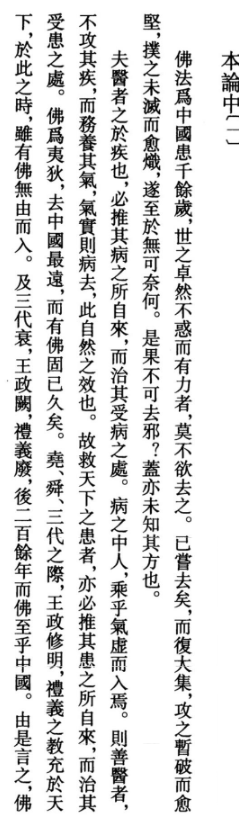 本論中〔一〕
佛法爲中國患千餘歲，世之卓然不惑而有力者，莫不欲去之。已嘗去矣，而復大集，攻之暫破而愈
堅，撲之未滅而愈熾，遂至於無可奈何。是果不可去邪？蓋亦未知其方也。
夫醫者之於疾也，必推其病之所自來，而治其受病之處。病之中人，乘乎氣虛而入焉。則善醫者，
不攻其疾，而務養其氣，氣實則病去，此自然之效也。故救天下之患者，亦必推其患之所自來，而治其
受患之處。佛爲夷狄，去中國最遠，而有佛固已久矣。堯、舜、三代之際，王政修明，禮義之教充於天
下，於此之時，雖有佛無由而入。及三代衰，王政闕，禮義廢，後二百餘年而佛至乎中國。由是言之，佛